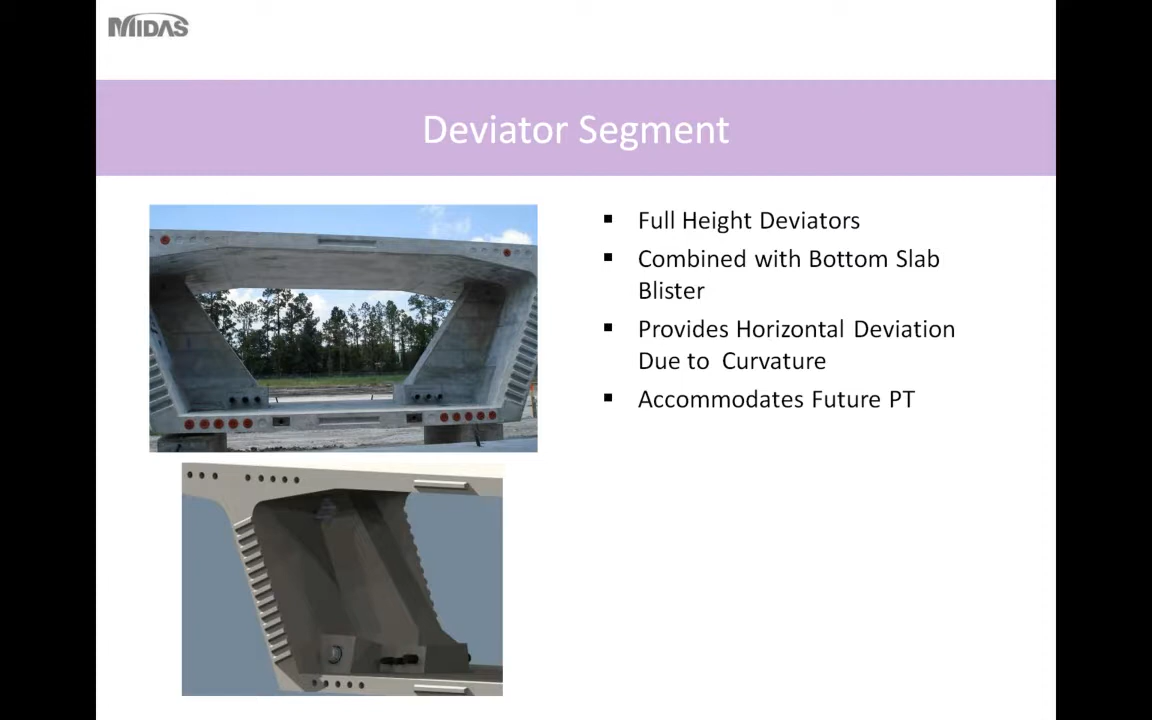 MIDAS
Deviator Segment
Full Height Deviators
Combined with Bottom Slab
Blister
Provides Horizontal Deviation
Due to Curvature
Accommodates Future PT